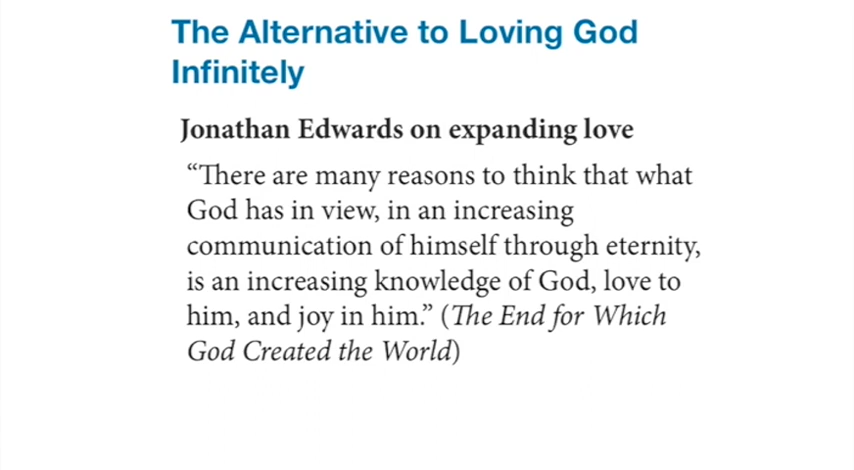 The Alternative to Loving God
Infinitely
Jonathan Edwards on expanding love
“There are many reasons to think that what
God has in view, in an increasing
communication of himself through eternity,
is an increasing knowledge of God, love to
him, and joy in him.” (The End for Which
God Created the World)